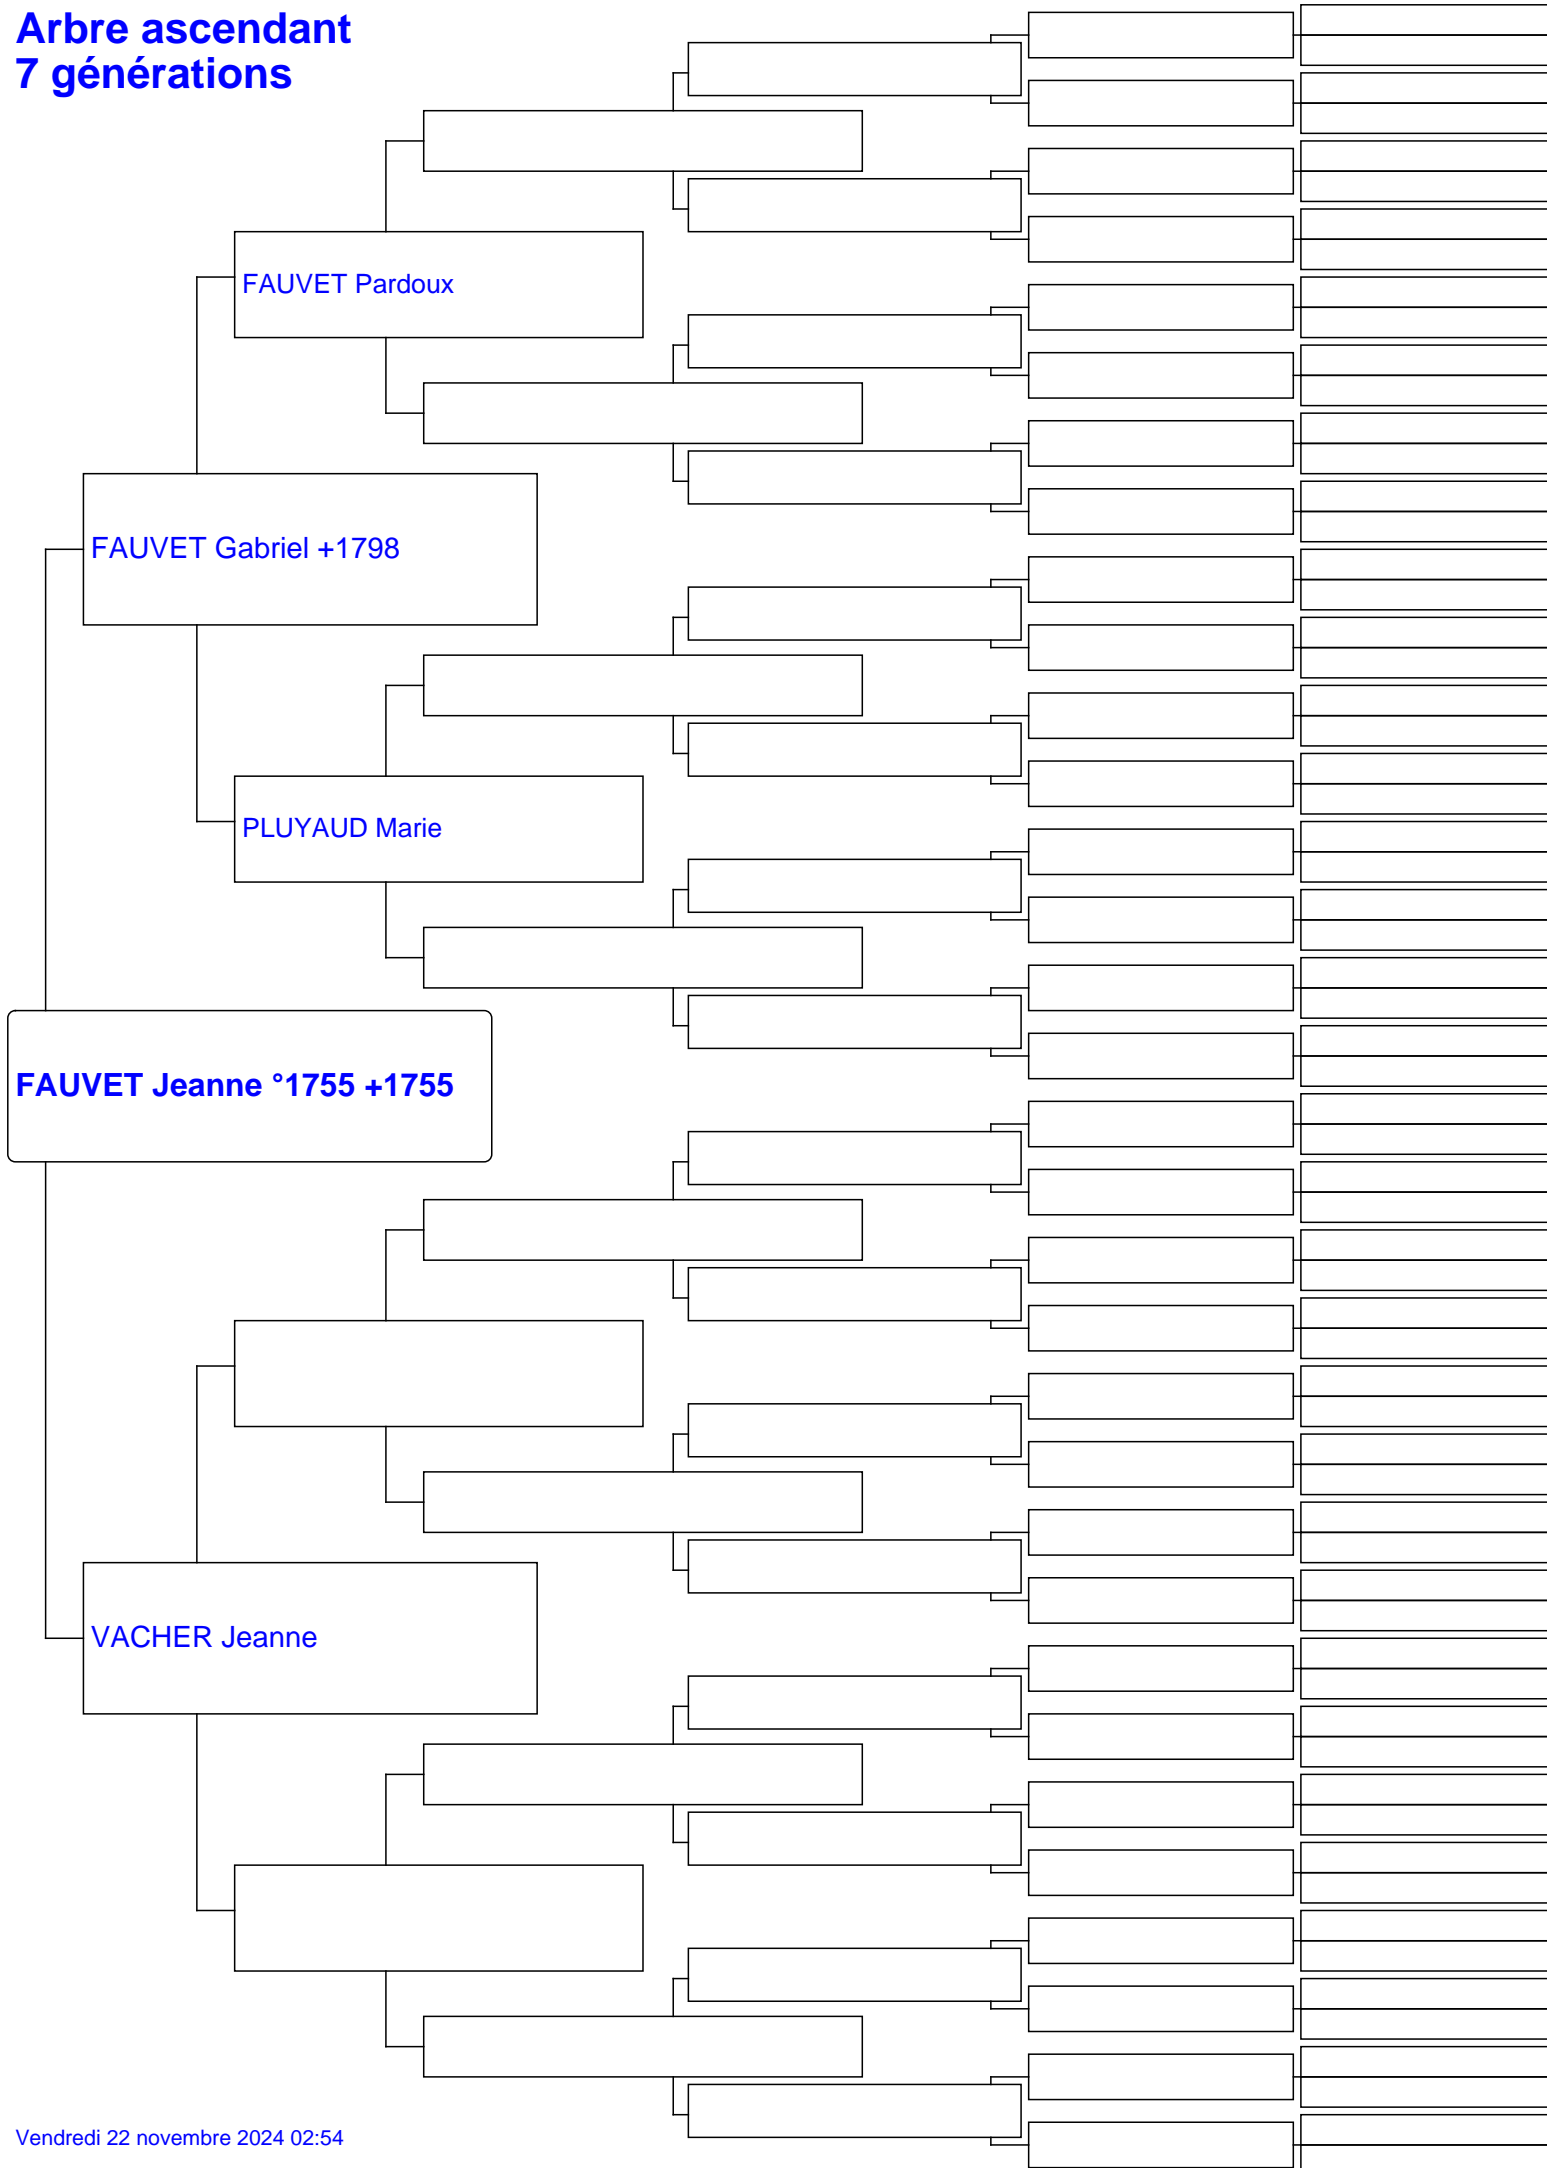 Arbre ascendant
7 générations
FAUVET Pardoux
FAUVET Gabriel +1798
PLUYAUD Marie
FAUVET Jeanne °1755 +1755
VACHER Jeanne
Vendredi 22 novembre 2024 02:54